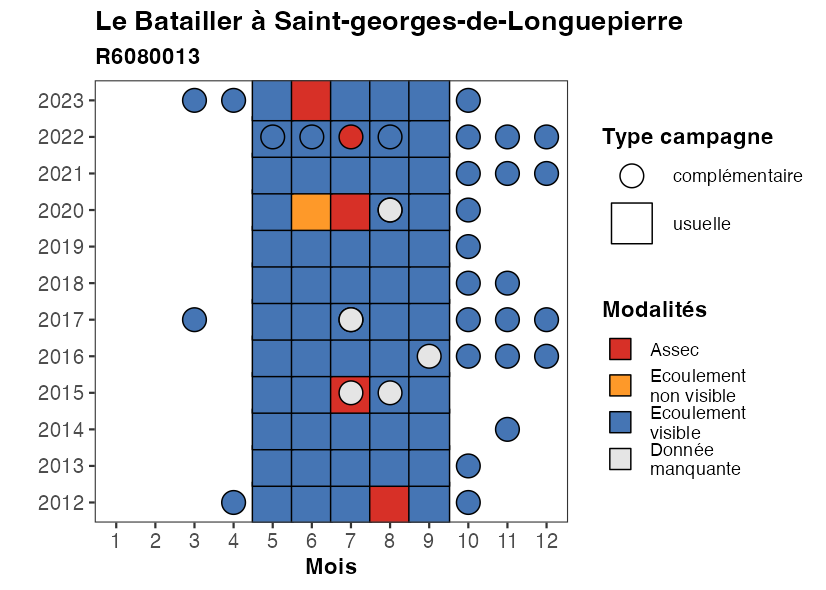 Le Batailler à Saint-georges-de-Longuepierre
R6080013
2023
2022
2021
2020
2019
2018
2017
2016
2015
2014
2013
2012
1 2 3 4 5 6 7 8 9 10 11 12
Mois
Type campagne
complémentaire
usuelle
Modalités
Assec
Ecoulement
non visible
Ecoulement
visible
Donnée
manquante